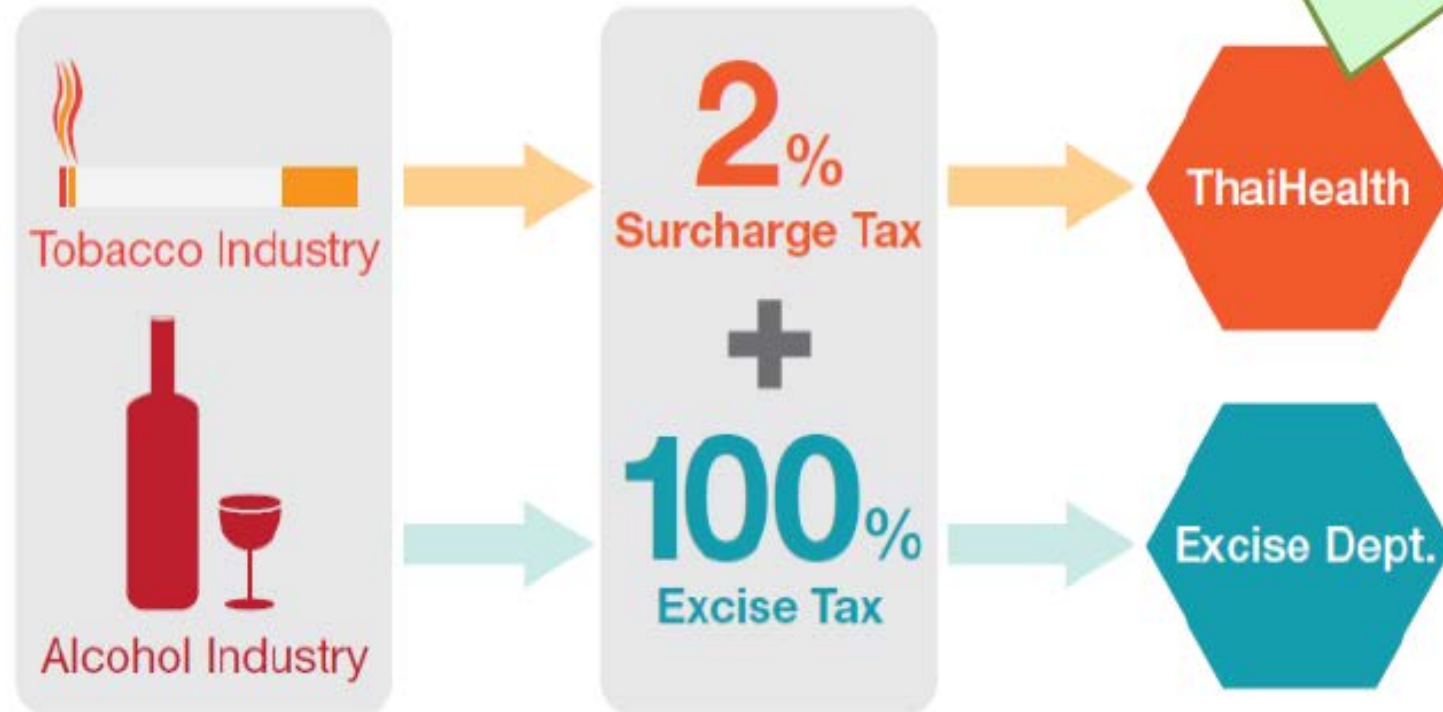 Tobacco Industry
Alcohol Industry
2%
Surcharge Tax
+
100%
Excise Tax
ThaiHealth
Excise Dept.